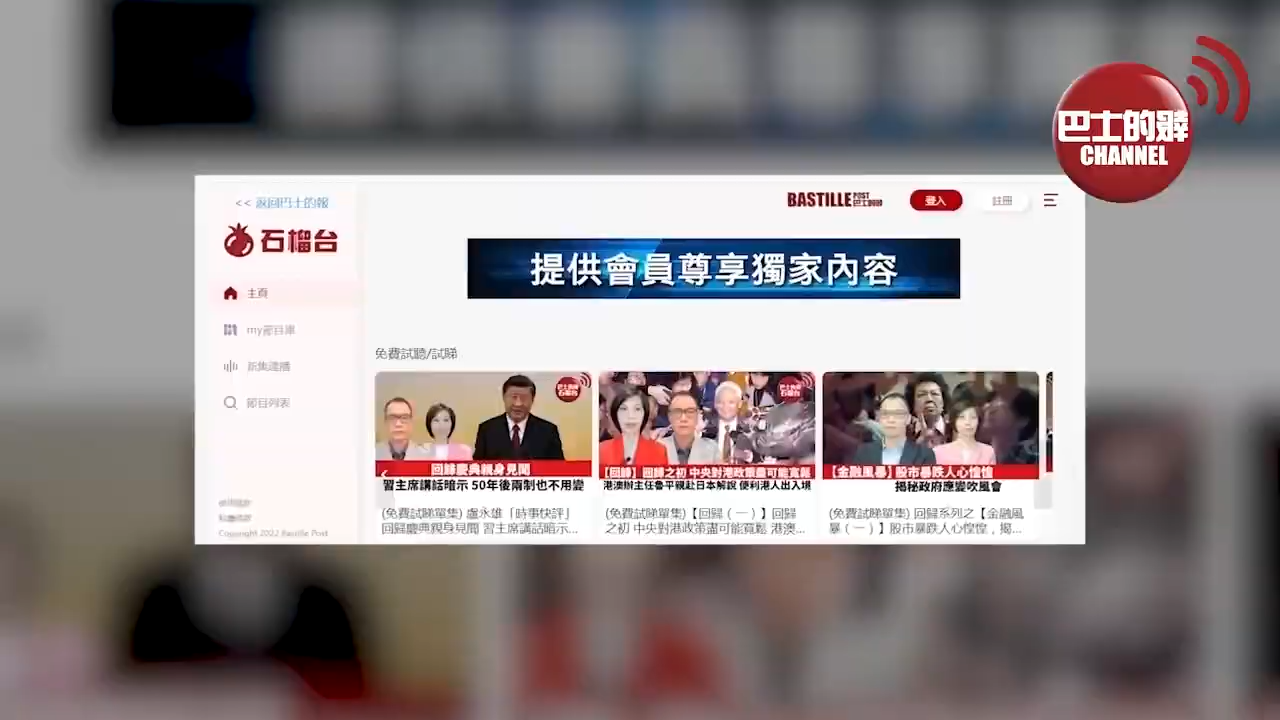 巴士的報
CHANNEL
<< 返回巴士的報
BASTILLE POST
巴士的報
登入
註冊
石榴台
提供會員尊享獨家內容
主頁
my節目庫
新集連播
節目列表
免費試聽/試睇
回歸慶典親身見聞
習主席講話暗示 50年後兩制也不用變
(免費試睇單集) 盧永雄「時事快評」
回歸慶典親身見聞 習主席講話暗示...
【回歸】回歸之初 中央對港政策盡可能寬鬆
港澳辦主任魯平親赴日本解說 便利港人出入境
(免費試睇單集)【回歸（一）】回歸
之初 中央對港政策盡可能寬鬆 港澳...
【金融風暴】股市暴跌人心惶惶
揭秘政府應變吹風會
(免費試睇單集) 回歸系列之【金融風
暴（一）】股市暴跌人心惶惶，揭...
Copyright 2022 Bastille Post